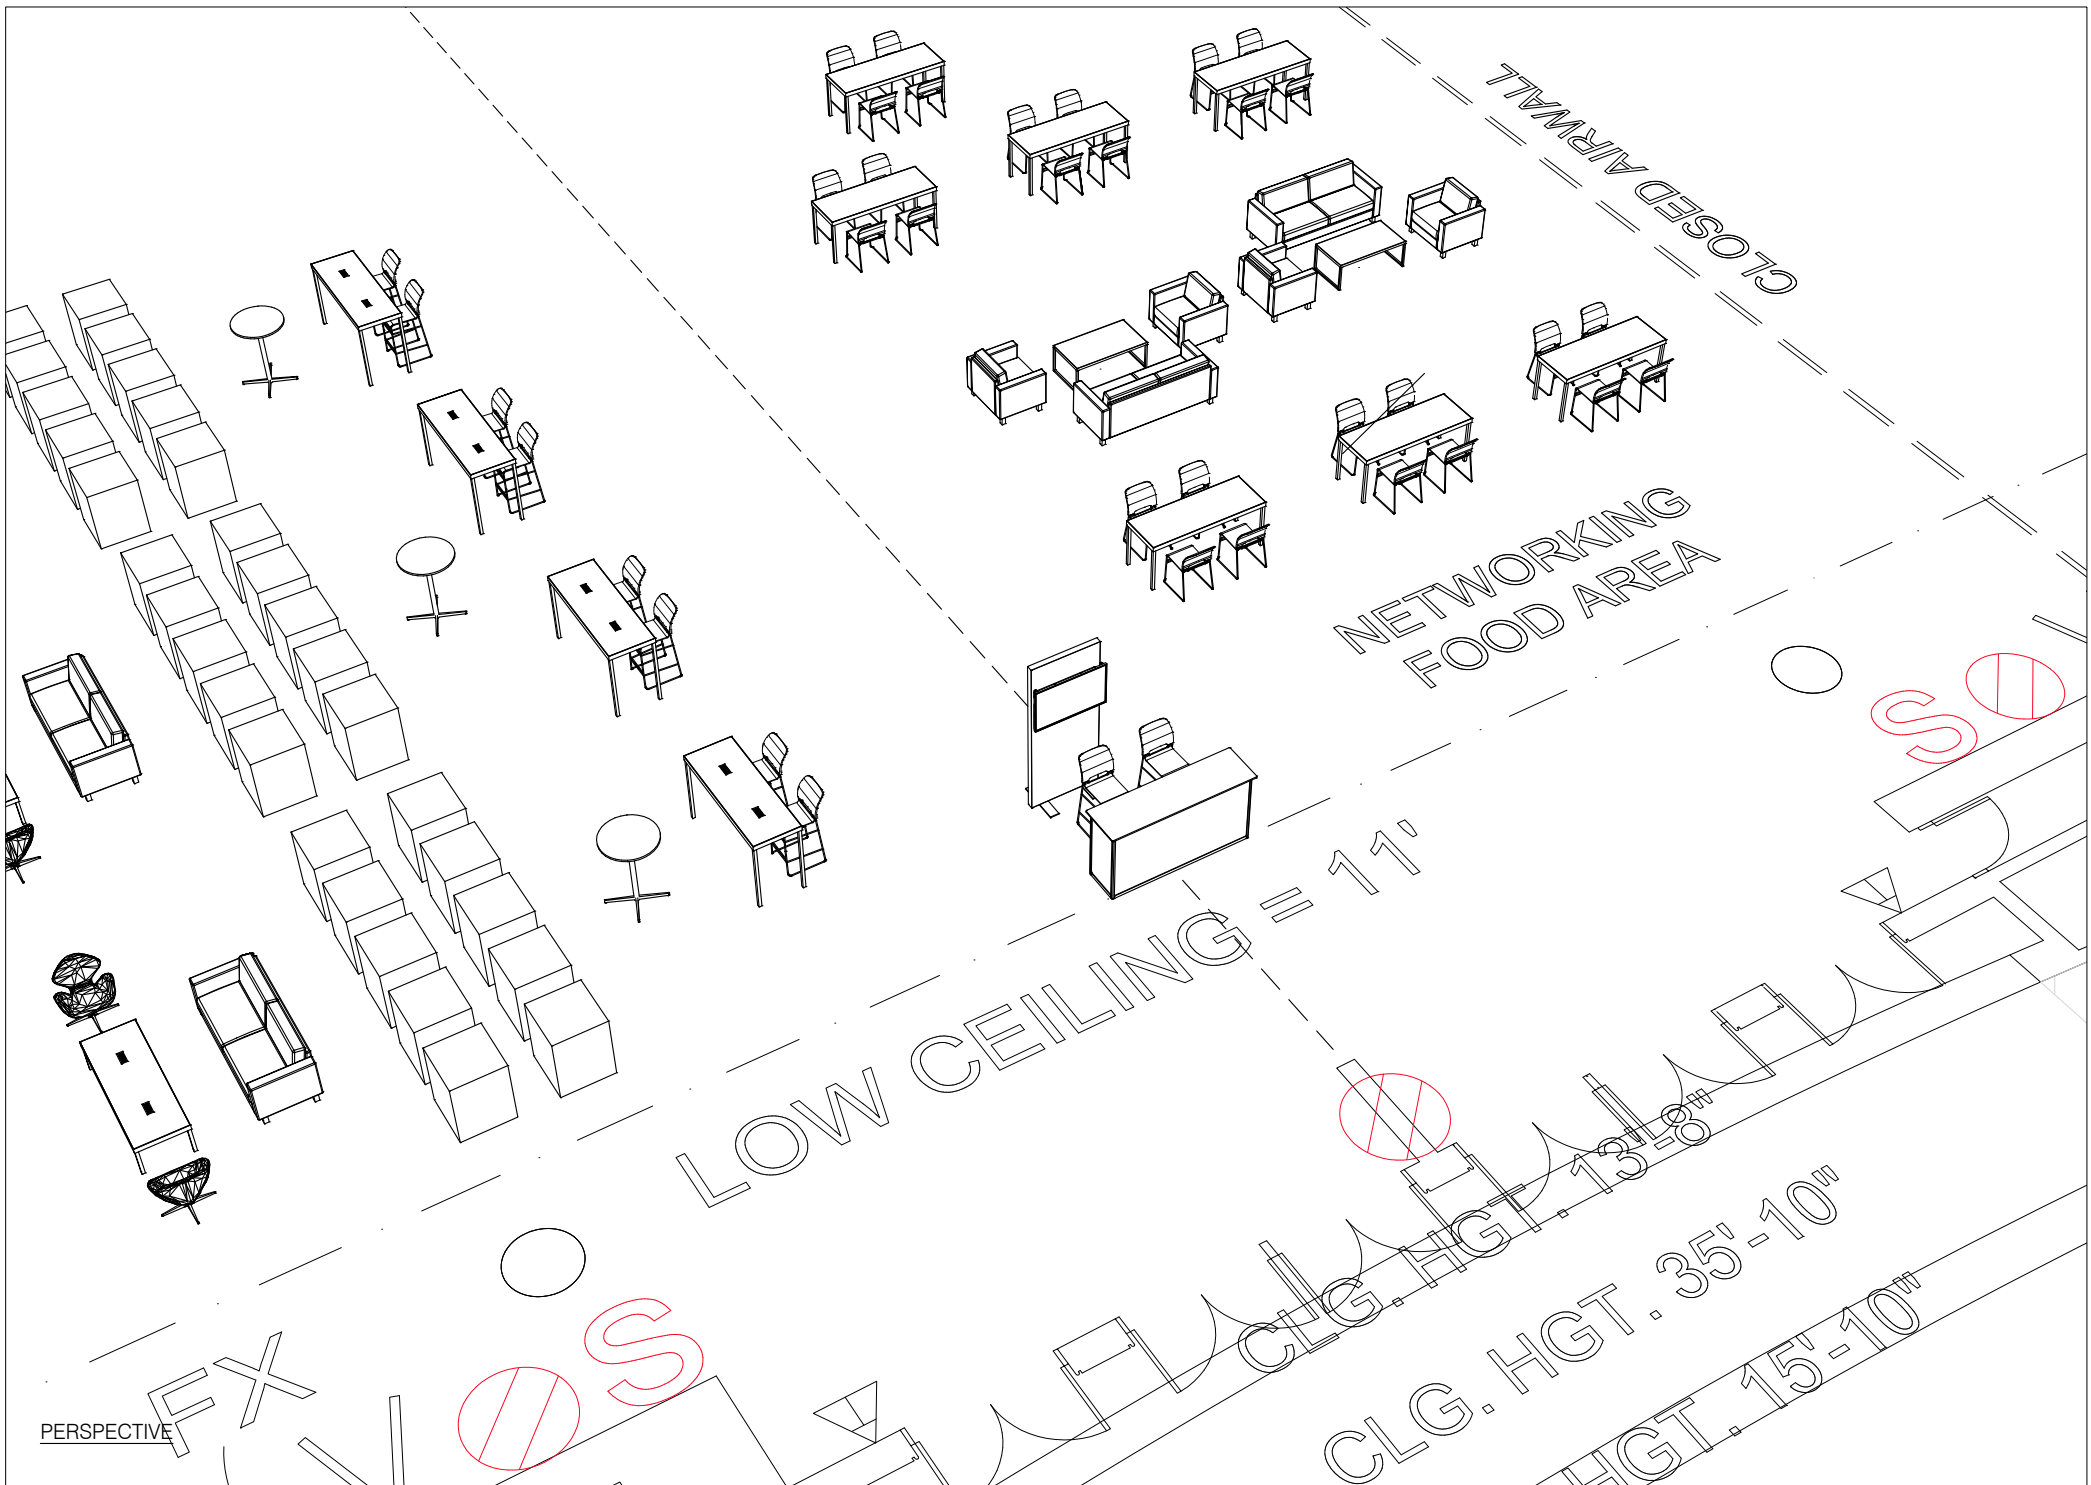 CLOSED AIRWALL
NETWORKING
FOOD AREA
S
LOW CEILING = 11'
CLG. HGT. 13'-8"
CLG. HGT. 35'-10"
HGT. 15'-10"
S
FX
PERSPECTIVE